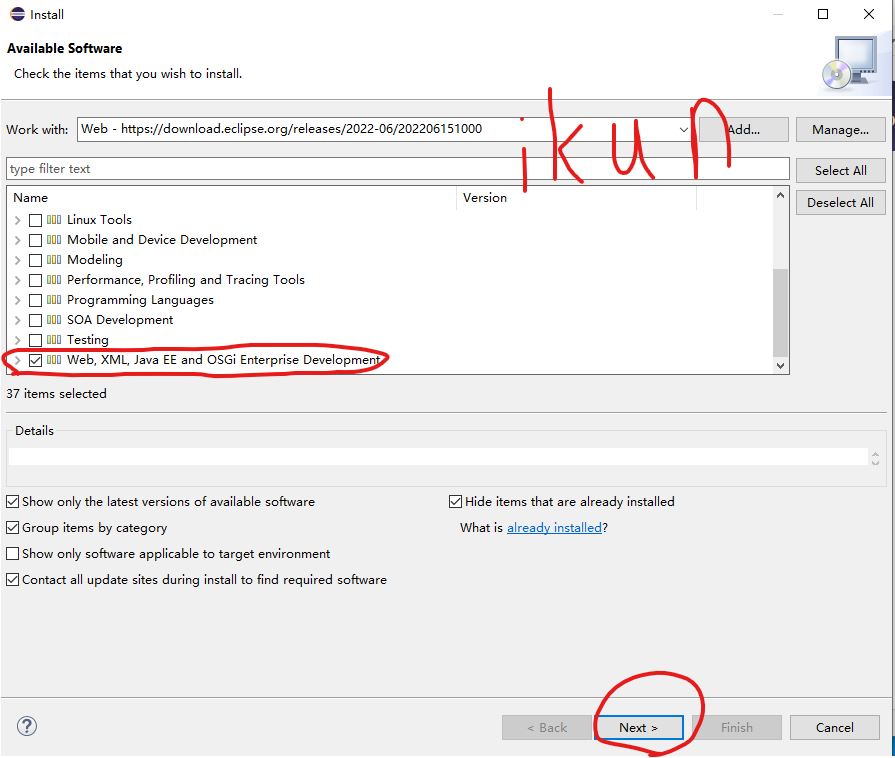 Install
Available Software
Check the items that you wish to install.
ikun
Work with: Web - https://download.eclipse.org/releases/2022-06/202206151000 Add... Manage...
type filter text Select All
Name Version Deselect All
Linux Tools
Mobile and Device Development
Modeling
Performance, Profiling and Tracing Tools
Programming Languages
SOA Development
Testing
Web, XML, Java EE and OSGi Enterprise Development
37 items selected
Details
Show only the latest versions of available software Hide items that are already installed
Group items by category What is already installed?
Show only software applicable to target environment
Contact all update sites during install to find required software
? < Back Next > Finish Cancel